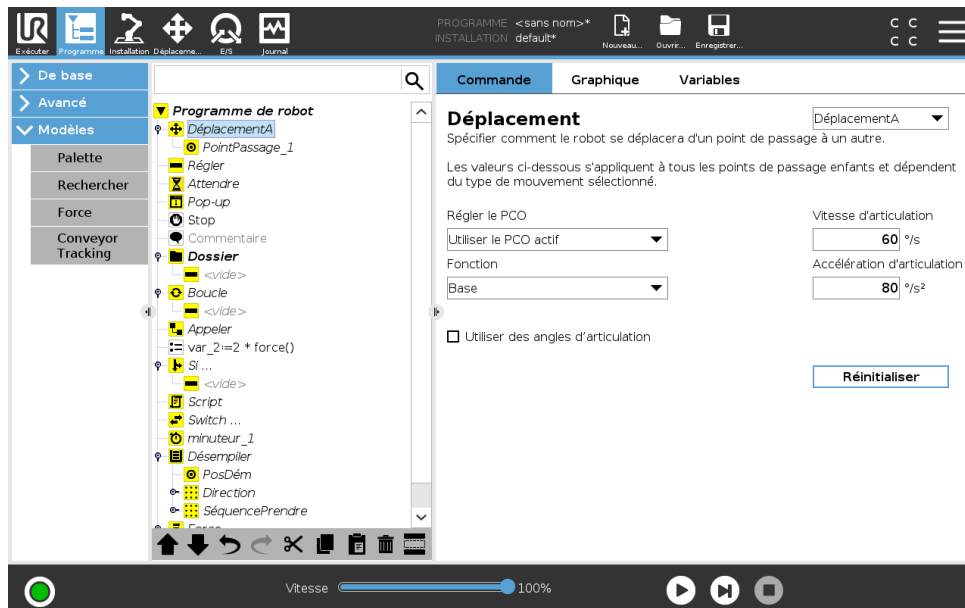 PROGRAMME <sans nom>*
INSTALLATION default*
Exécuter
Programme
Installation
Déplaceme...
E/S
Journal
Nouveau...
Ouvrir...
Enregistrer...
C C
C C
De base
Avancé
Modèles
Palette
Rechercher
Force
Conveyor
Tracking
Programme de robot
DéplacementA
PointPassage_1
Régler
Attendre
Pop-up
Stop
Commentaire
Dossier
<vide>
Boucle
<vide>
Appeler
var_2:=2 * force()
Si ...
<vide>
Script
Switch ...
minuteur_1
Désempiler
PosDém
Direction
SéquencePrendre
Force
Commande
Graphique
Variables
Déplacement
DéplacementA
Spécifier comment le robot se déplacera d'un point de passage à un autre.
Les valeurs ci-dessous s'appliquent à tous les points de passage enfants et dépendent
du type de mouvement sélectionné.
Régler le PCO
Vitesse d'articulation
Utiliser le PCO actif
60 °/s
Fonction
Accélération d'articulation
Base
80 °/s²
Utiliser des angles d'articulation
Réinitialiser
Vitesse
100%